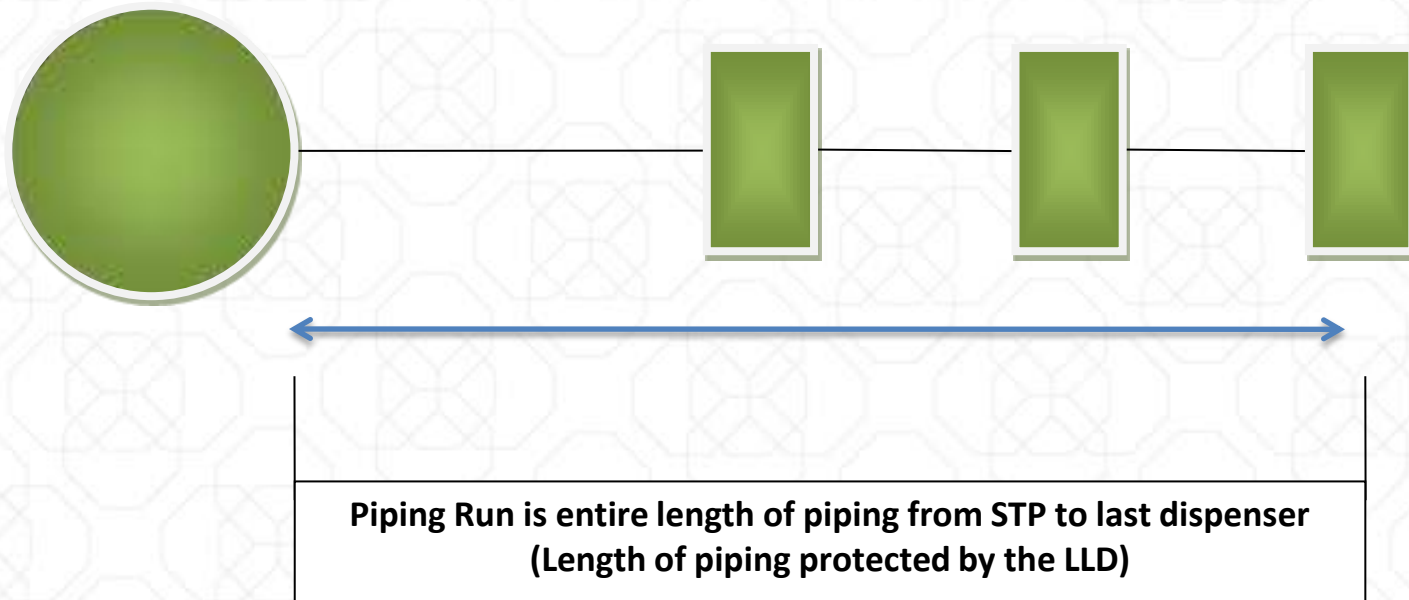 Piping Run is entire length of piping from STP to last dispenser
(Length of piping protected by the LLD)